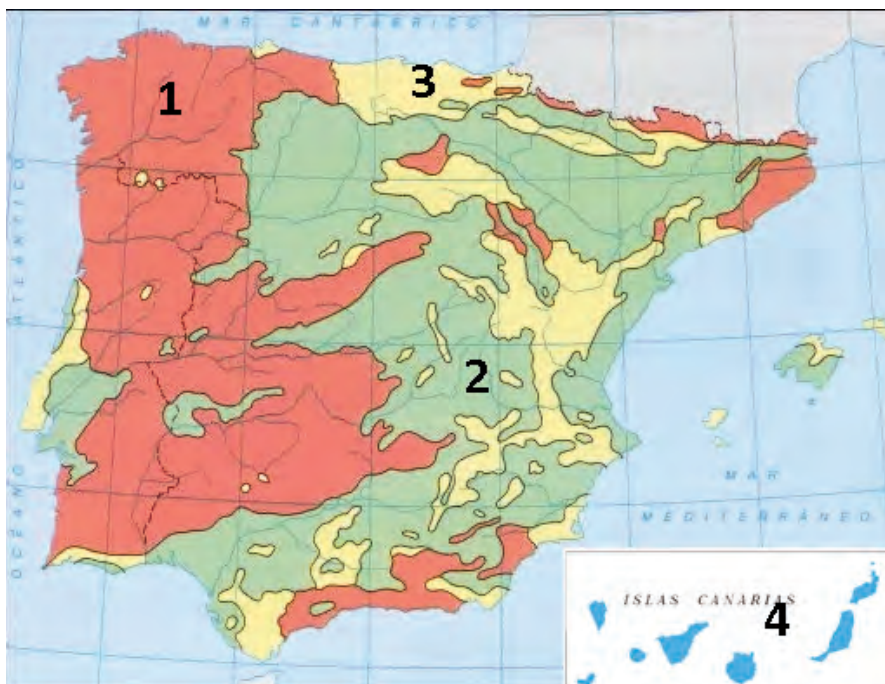 MAR CANTÁBRICO
1
3
ATLÁNTICO
OCÉANO
2
MAR
MEDITERRÁNEO
ISLAS CANARIAS
4